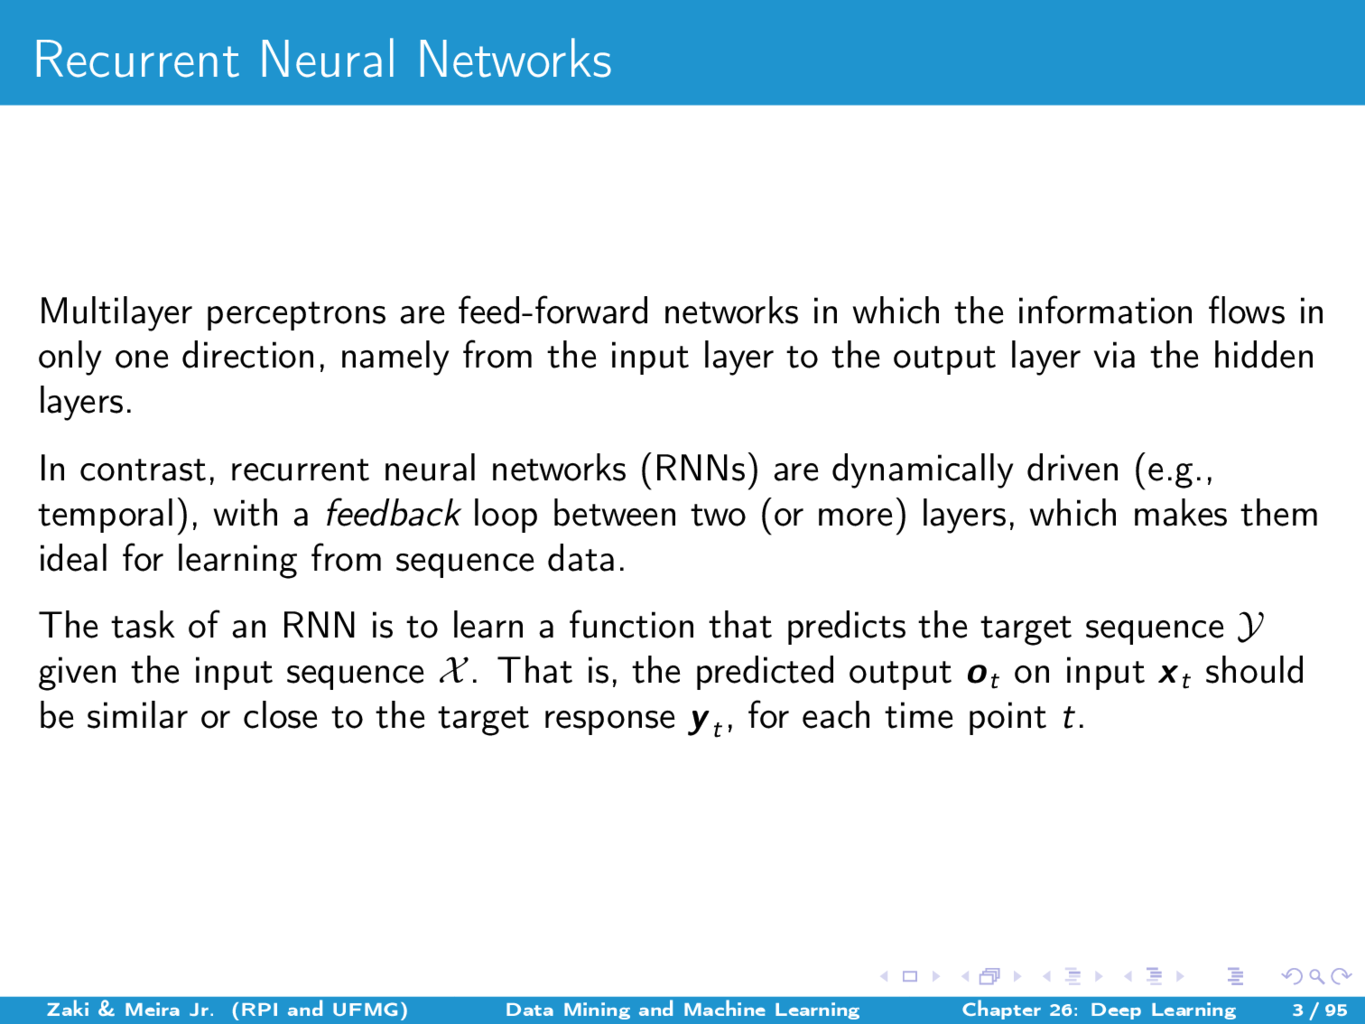 Recurrent Neural Networks
Multilayer perceptrons are feed-forward networks in which the information flows in
only one direction, namely from the input layer to the output layer via the hidden
layers.
In contrast, recurrent neural networks (RNNs) are dynamically driven (e.g.,
temporal), with a feedback loop between two (or more) layers, which makes them
ideal for learning from sequence data.
The task of an RNN is to learn a function that predicts the target sequence 𝒴
given the input sequence 𝒳. That is, the predicted output oₜ on input xₜ should
be similar or close to the target response yₜ, for each time point t.
Zaki & Meira Jr. (RPI and UFMG) Data Mining and Machine Learning Chapter 26: Deep Learning 3 / 95